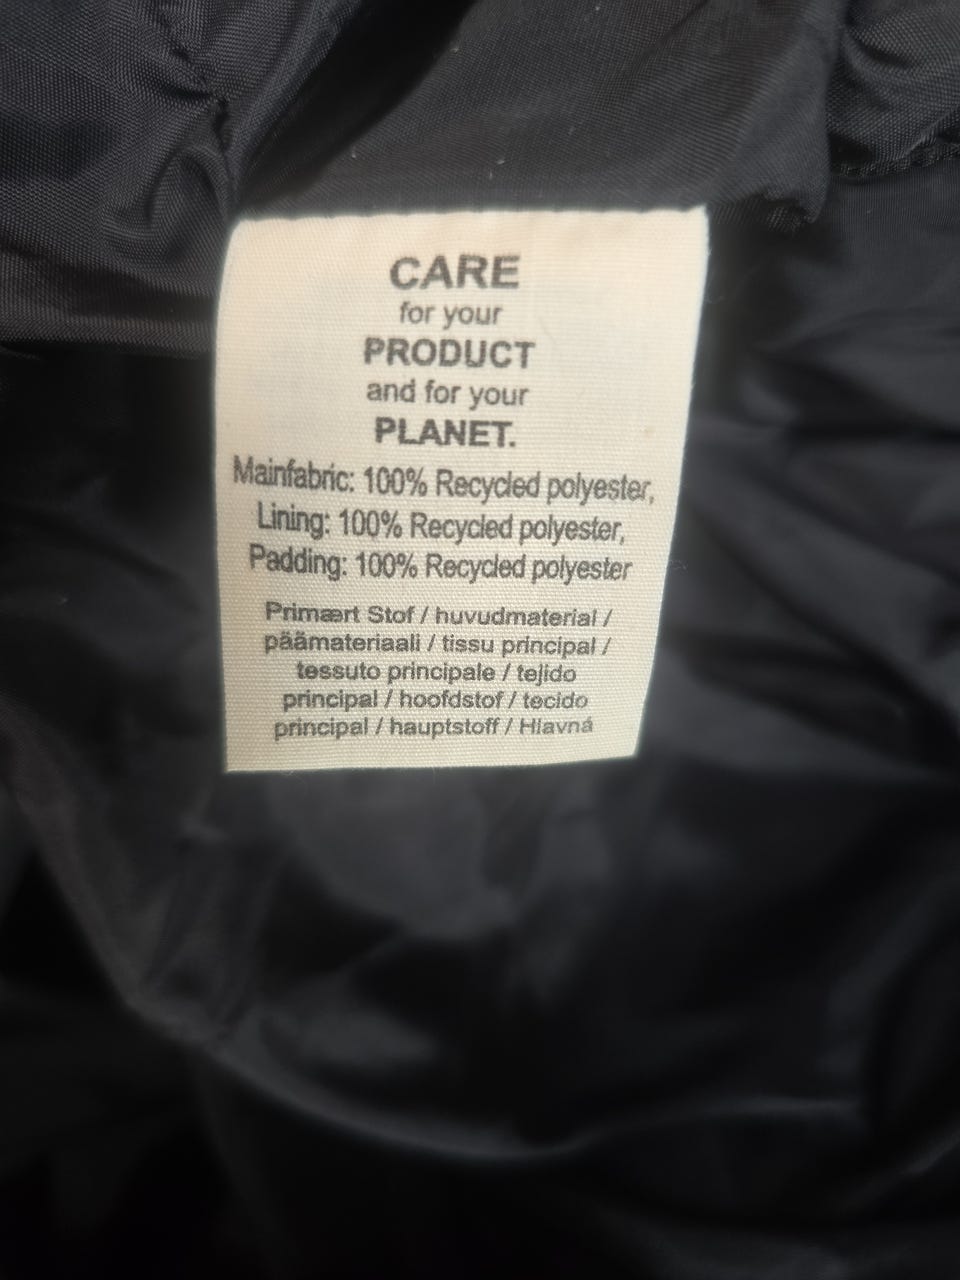 CARE
for your
PRODUCT
and for your
PLANET.
Mainfabric: 100% Recycled polyester,
Lining: 100% Recycled polyester,
Padding: 100% Recycled polyester
Primært Stof / huvudmaterial /
päämateriaali / tissu principal /
tessuto principale / tejido
principal / hoofdstof / tecido
principal / hauptstoff / Hlavná